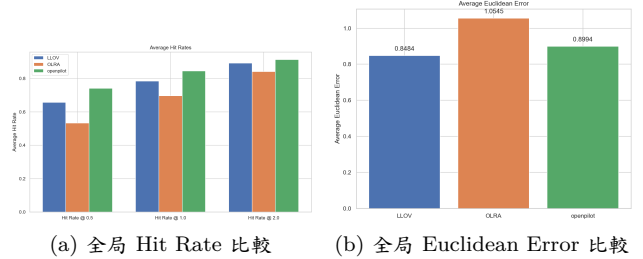 Average Hit Rates
LLOV
OLRA
openpilot
Average Hit Rate
0.8
0.6
0.4
0.2
0.0
Hit Rate @ 0.5
Hit Rate @ 1.0
Hit Rate @ 2.0
(a) 全局 Hit Rate 比較
Average Euclidean Error
1.0545
0.8994
0.8484
Average Euclidean Error
1.0
0.8
0.6
0.4
0.2
0.0
LLOV
OLRA
openpilot
(b) 全局 Euclidean Error 比較